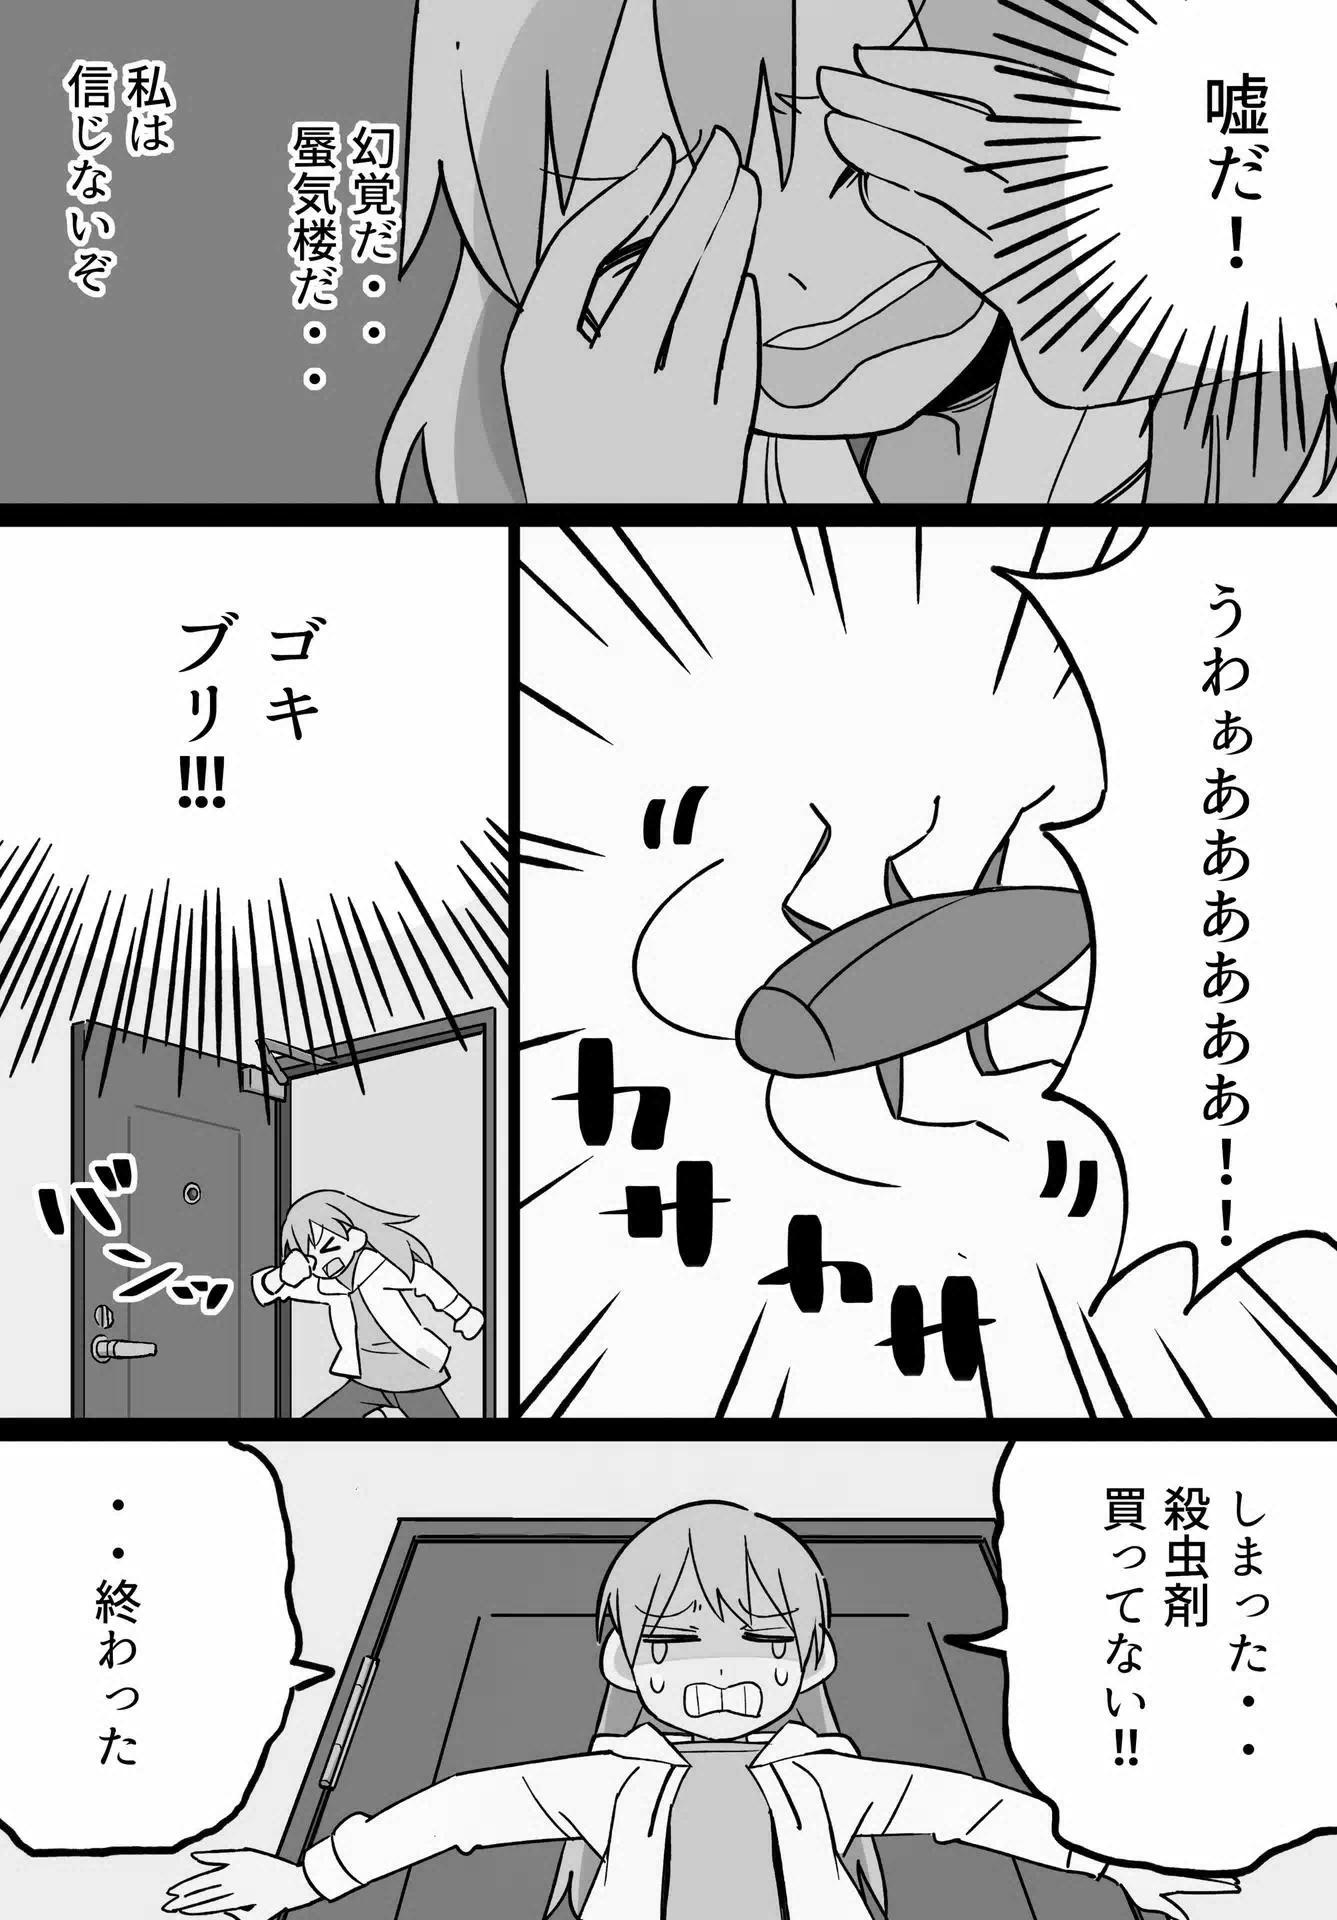 嘘だ！
幻覚だ・・
蜃気楼だ・・
私は
信じないぞ
うわぁあああああああ！！
カサカサ
ゴキ
ブリ!!!
バンッ
しまった・・
殺虫剤
買ってない!!
・・終わった